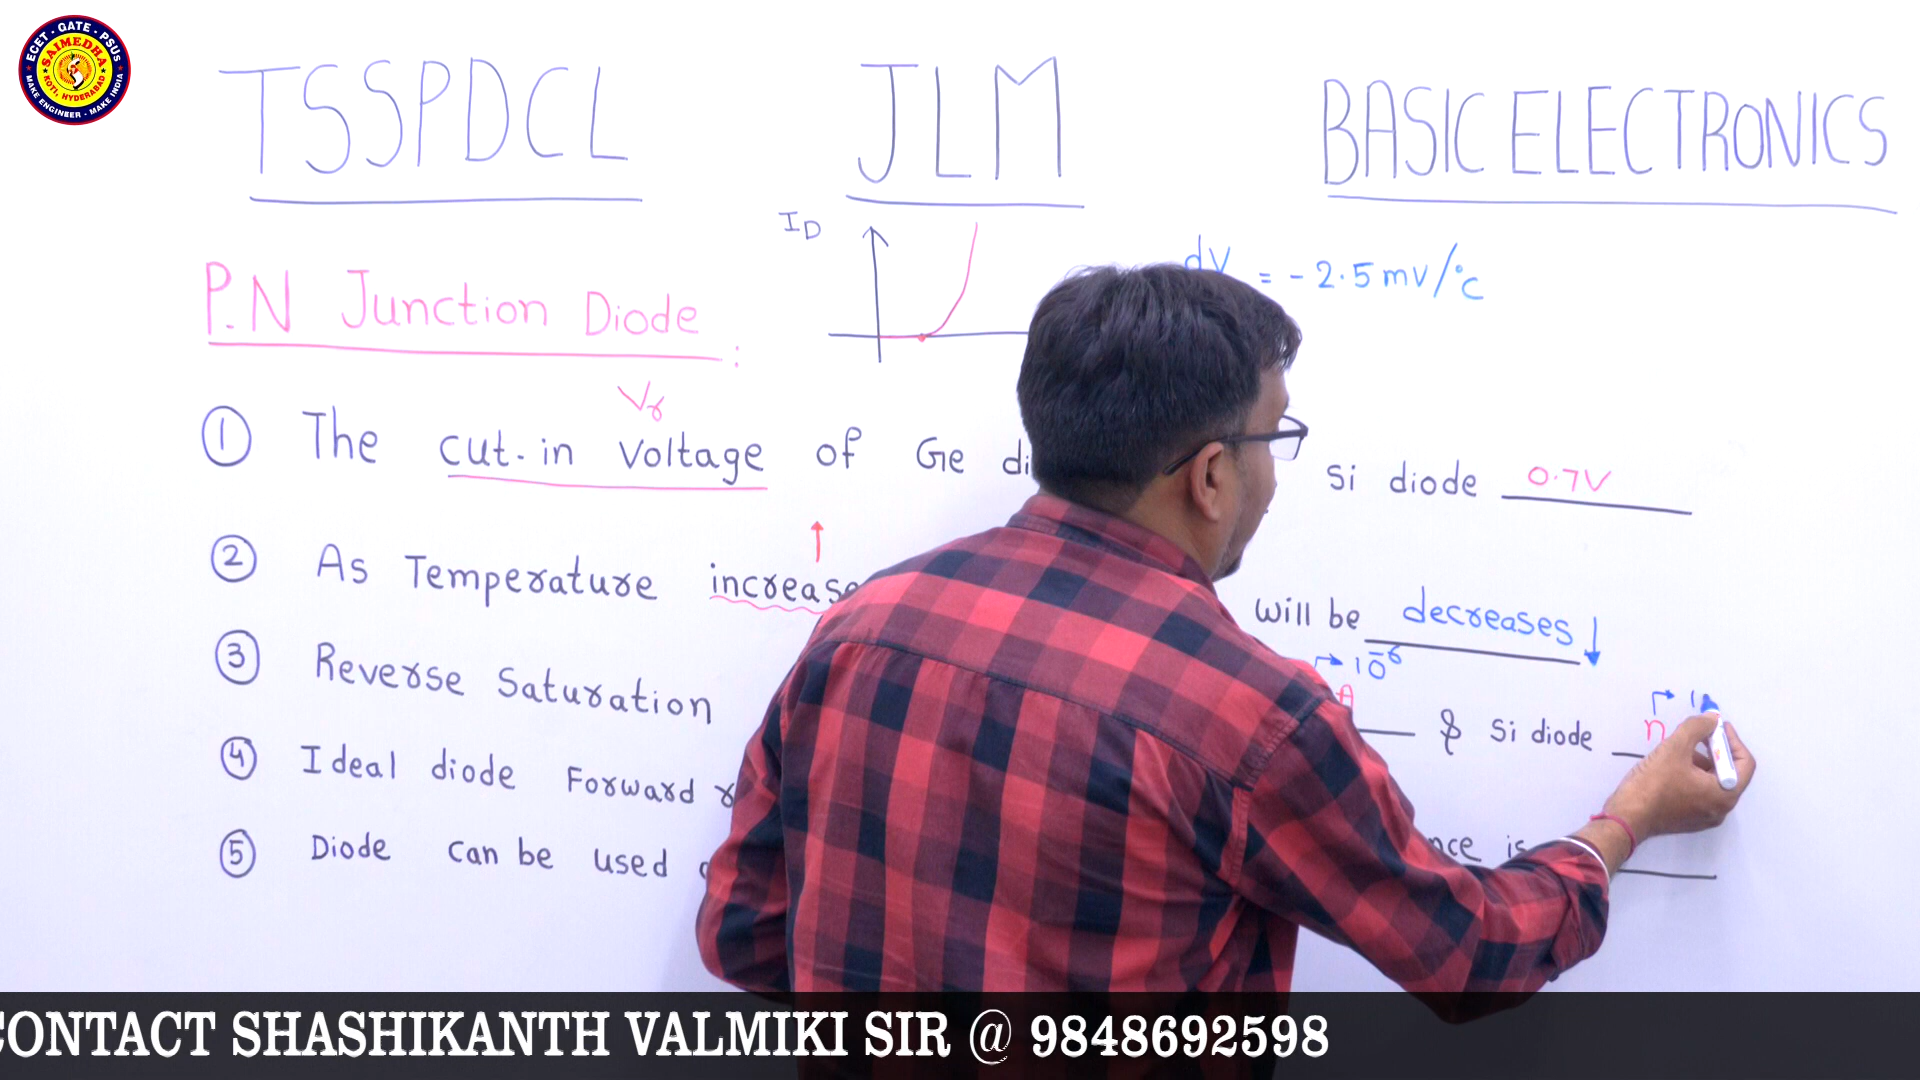 ECET - GATE - PSUs
SAIMEDHA
KOTI, HYDERABAD
MAKE ENGINEER - MAKE INDIA
TSSPDCL JLM BASIC ELECTRONICS
ID
dV = -2.5 mV/°C
P.N Junction Diode :
Vγ
1 The cut-in Voltage of Ge Si diode 0.7V
2 As Temperature increase will be decreases ↓
→ 10^-6
3 Reverse Saturation A & Si diode n
4 Ideal diode Forward is
5 Diode can be used
CONTACT SHASHIKANTH VALMIKI SIR @ 9848692598